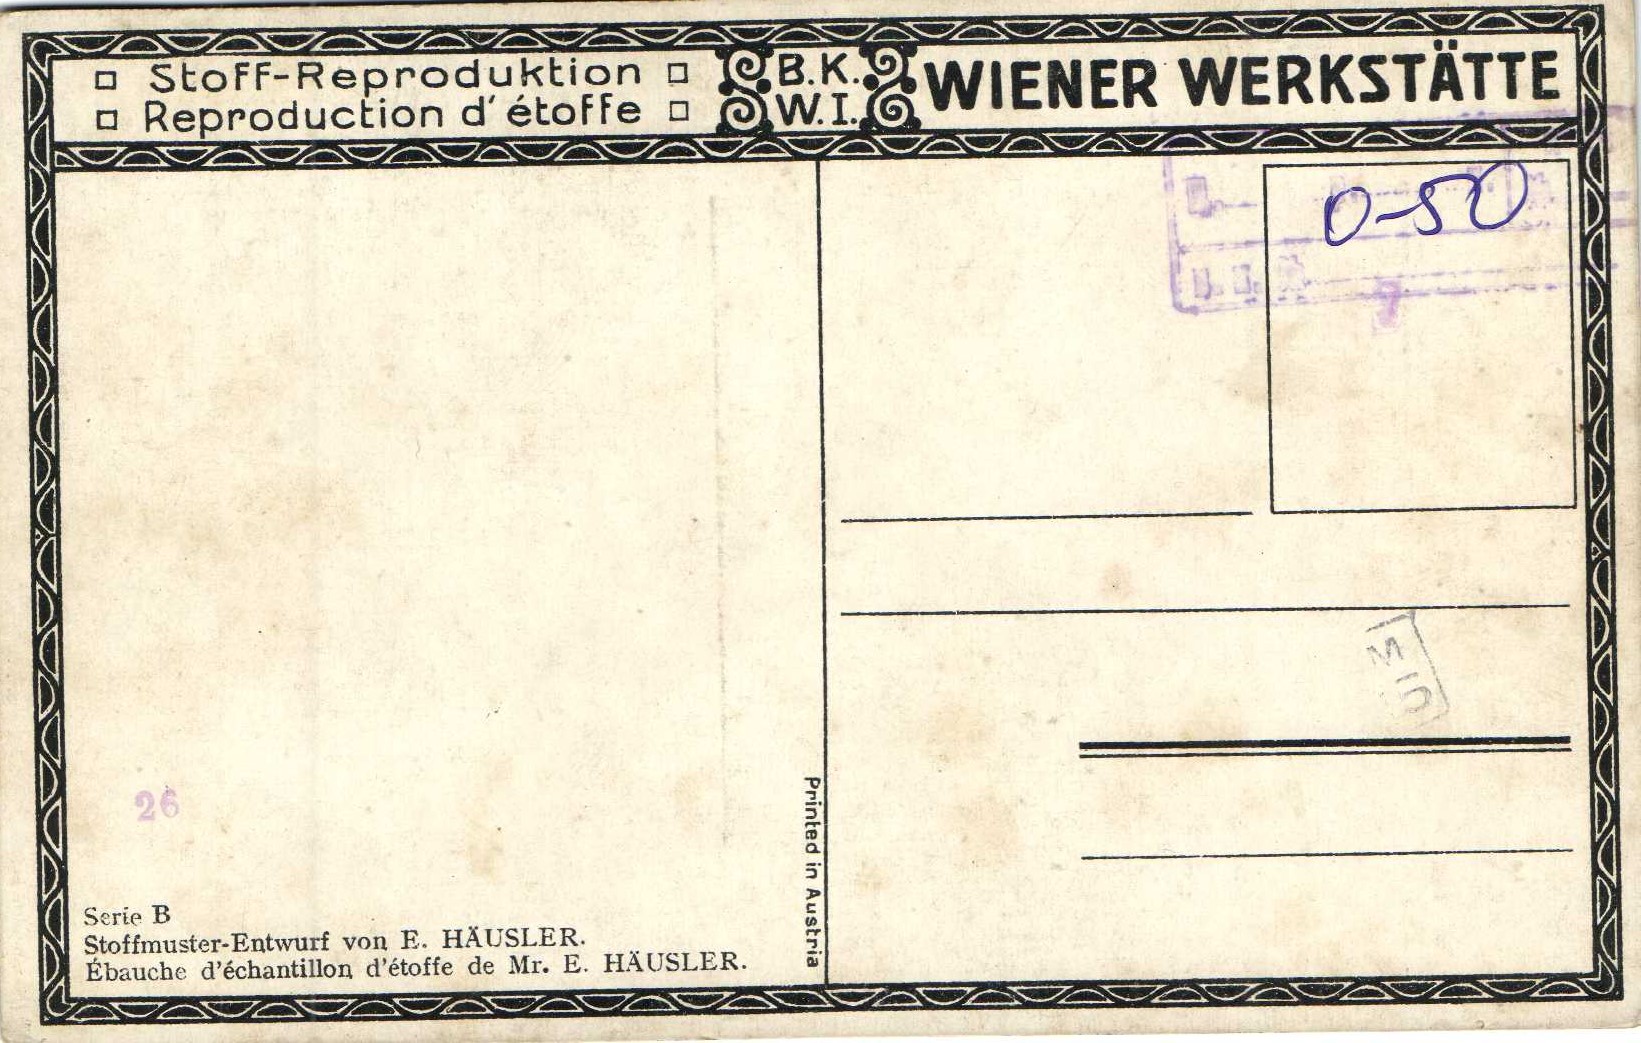 □ Stoff-Reproduktion □
□ Reproduction d'étoffe □
B.K.
W.I.
WIENER WERKSTÄTTE
0-50
7
26
Printed in Austria
Serie B
Stoffmuster-Entwurf von E. HÄUSLER.
Ébauche d'échantillon d'étoffe de Mr. E. HÄUSLER.